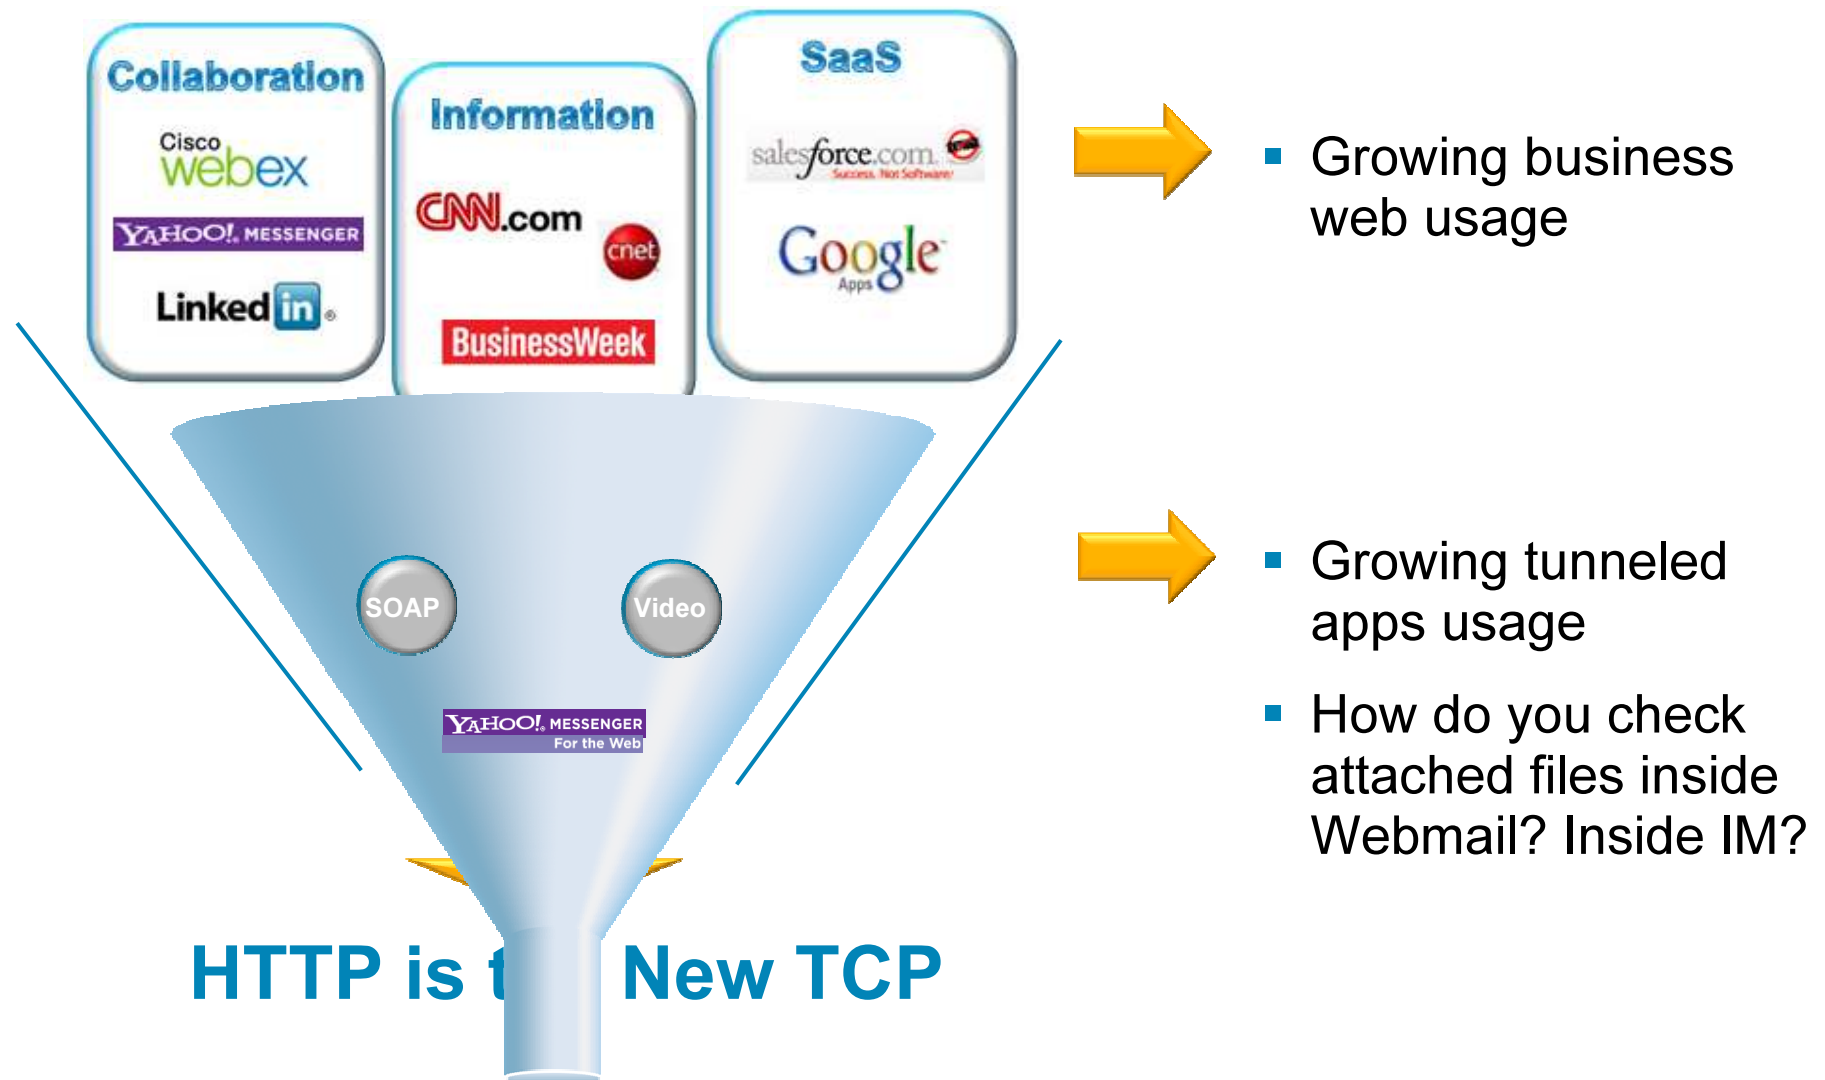 Collaboration
Cisco
webex
YAHOO! MESSENGER
Linked in ®
Information
CNN.com
cnet
BusinessWeek
SaaS
salesforce.com
Success. Not Software.
Google
Apps
Growing business
web usage
SOAP
Video
YAHOO! MESSENGER
For the Web
Growing tunneled
apps usage
How do you check
attached files inside
Webmail? Inside IM?
HTTP is t New TCP